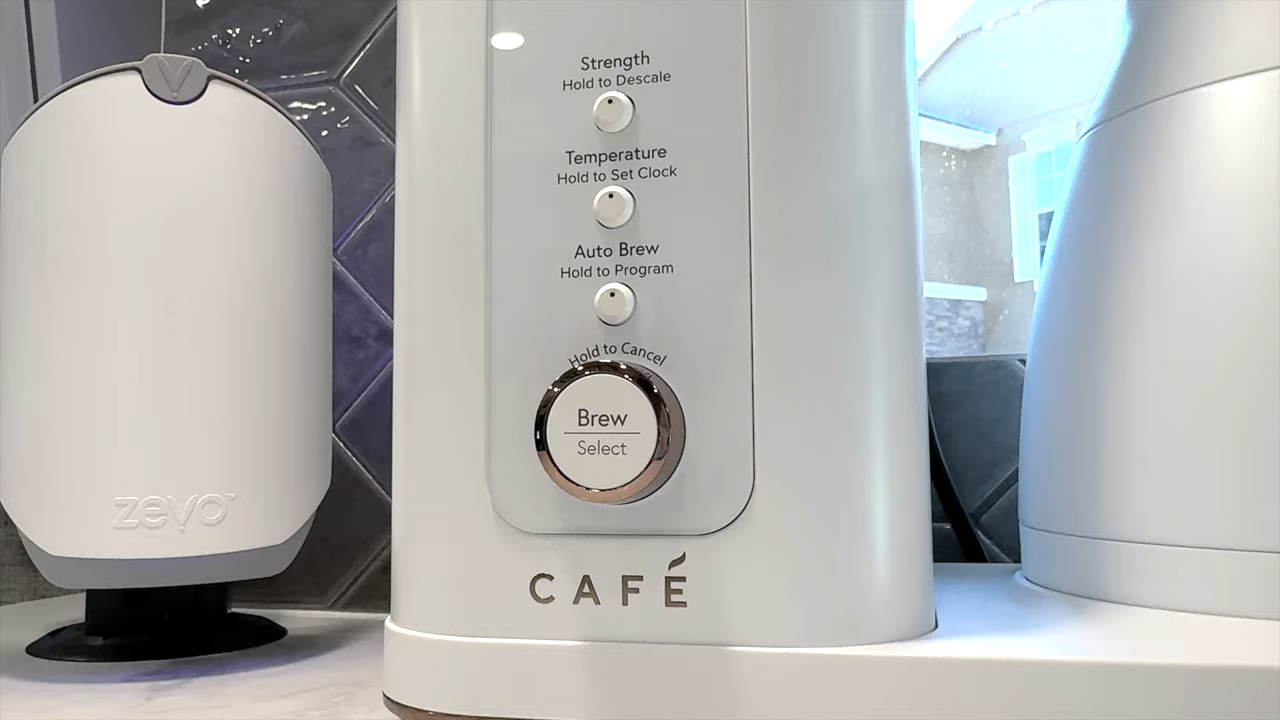 Strength
Hold to Descale
Temperature
Hold to Set Clock
Auto Brew
Hold to Program
Hold to Cancel
Brew
Select
zevo™
CAFÉ